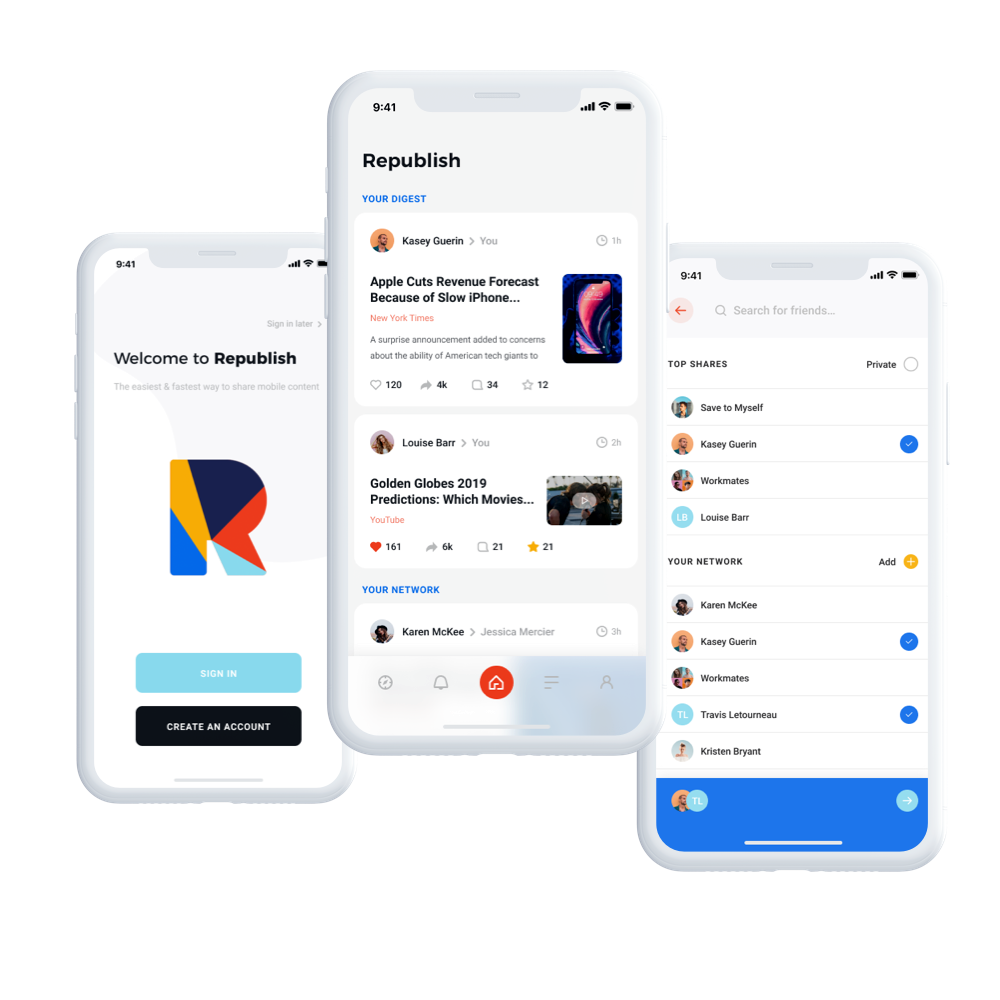 9:41
Sign in later
Welcome to Republish
The easiest & fastest way to share mobile content
SIGN IN
CREATE AN ACCOUNT
9:41
Republish
YOUR DIGEST
Kasey Guerin > You 1h
Apple Cuts Revenue Forecast
Because of Slow iPhone...
New York Times
A surprise announcement added to concerns
about the ability of American tech giants to
120 4k 34 12
Louise Barr > You 2h
Golden Globes 2019
Predictions: Which Movies...
YouTube
161 6k 21 21
YOUR NETWORK
Karen McKee > Jessica Mercier 3h
9:41
Search for friends...
TOP SHARES Private
Save to Myself
Kasey Guerin
Workmates
LB Louise Barr
YOUR NETWORK Add
Karen McKee
Kasey Guerin
Workmates
TL Travis Letourneau
Kristen Bryant
TL